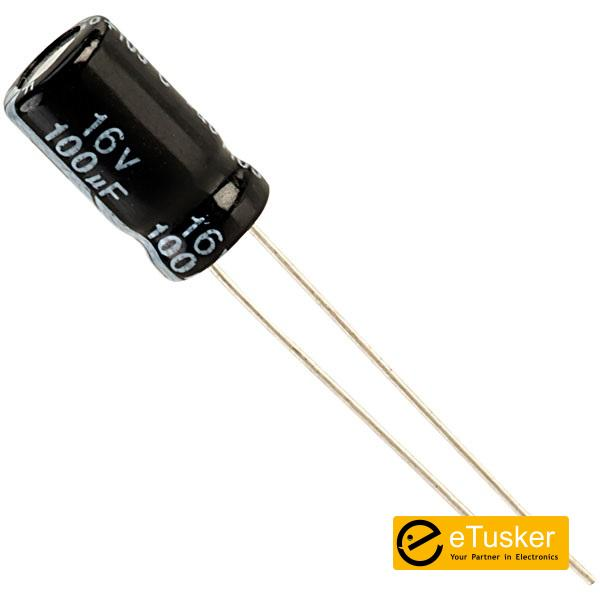 16V
100µF
16
100
eTusker
Your Partner in Electronics